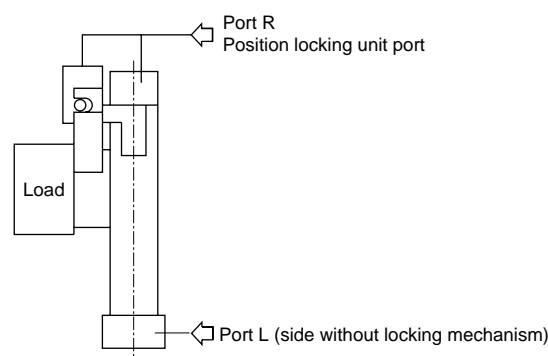 Port R
Position locking unit port
Load
Port L (side without locking mechanism)